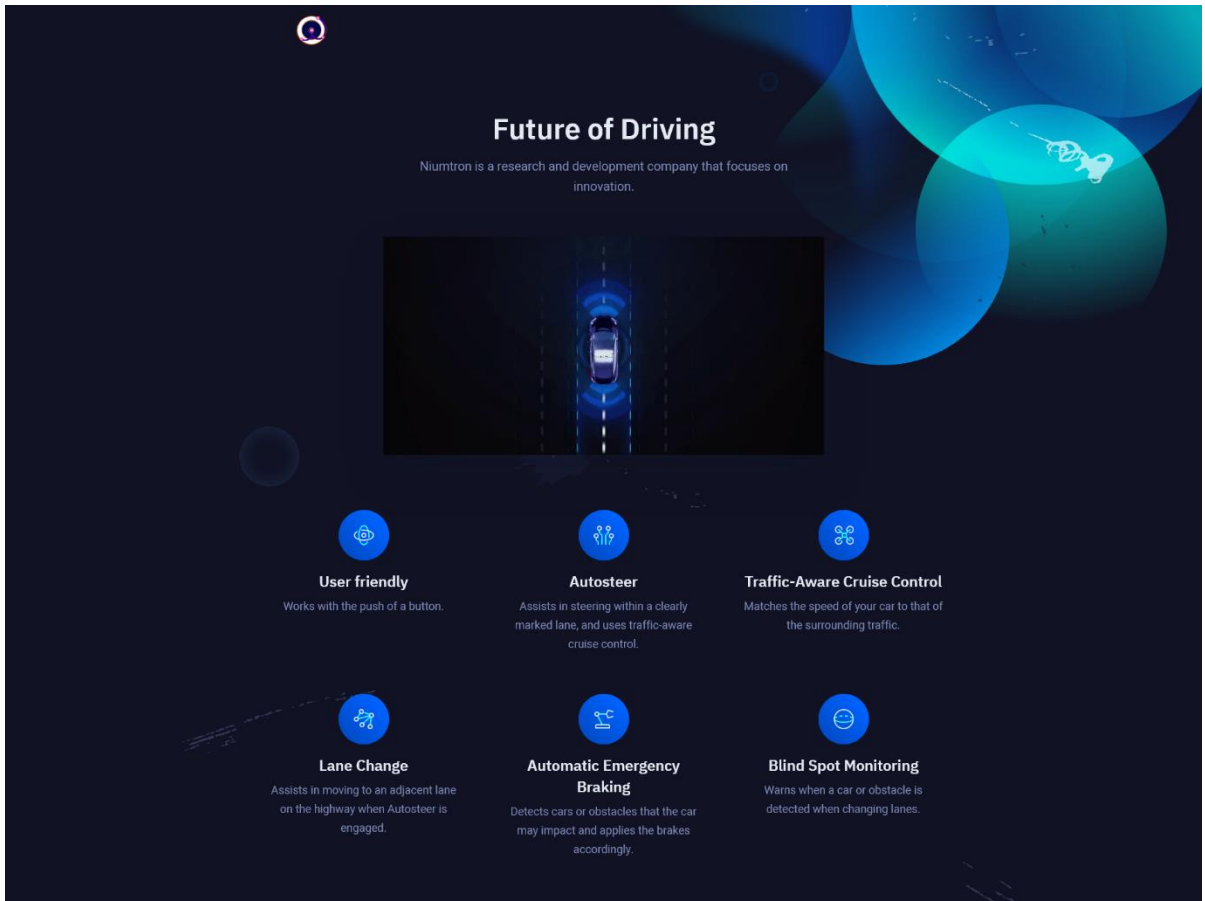 Future of Driving
Niumtron is a research and development company that focuses on
innovation.
User friendly
Works with the push of a button.
Autosteer
Assists in steering within a clearly
marked lane, and uses traffic-aware
cruise control.
Traffic-Aware Cruise Control
Matches the speed of your car to that of
the surrounding traffic.
Lane Change
Assists in moving to an adjacent lane
on the highway when Autosteer is
engaged.
Automatic Emergency
Braking
Detects cars or obstacles that the car
may impact and applies the brakes
accordingly.
Blind Spot Monitoring
Warns when a car or obstacle is
detected when changing lanes.